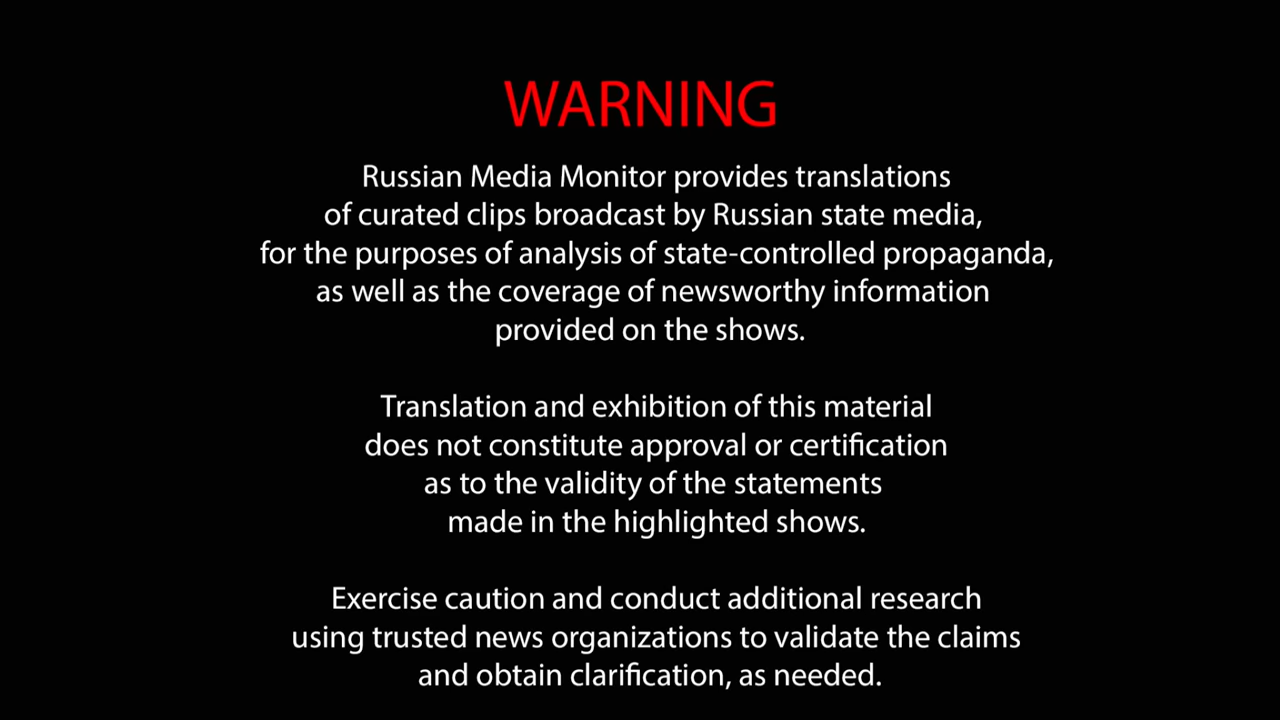 WARNING
Russian Media Monitor provides translations
of curated clips broadcast by Russian state media,
for the purposes of analysis of state-controlled propaganda,
as well as the coverage of newsworthy information
provided on the shows.
Translation and exhibition of this material
does not constitute approval or certification
as to the validity of the statements
made in the highlighted shows.
Exercise caution and conduct additional research
using trusted news organizations to validate the claims
and obtain clarification, as needed.